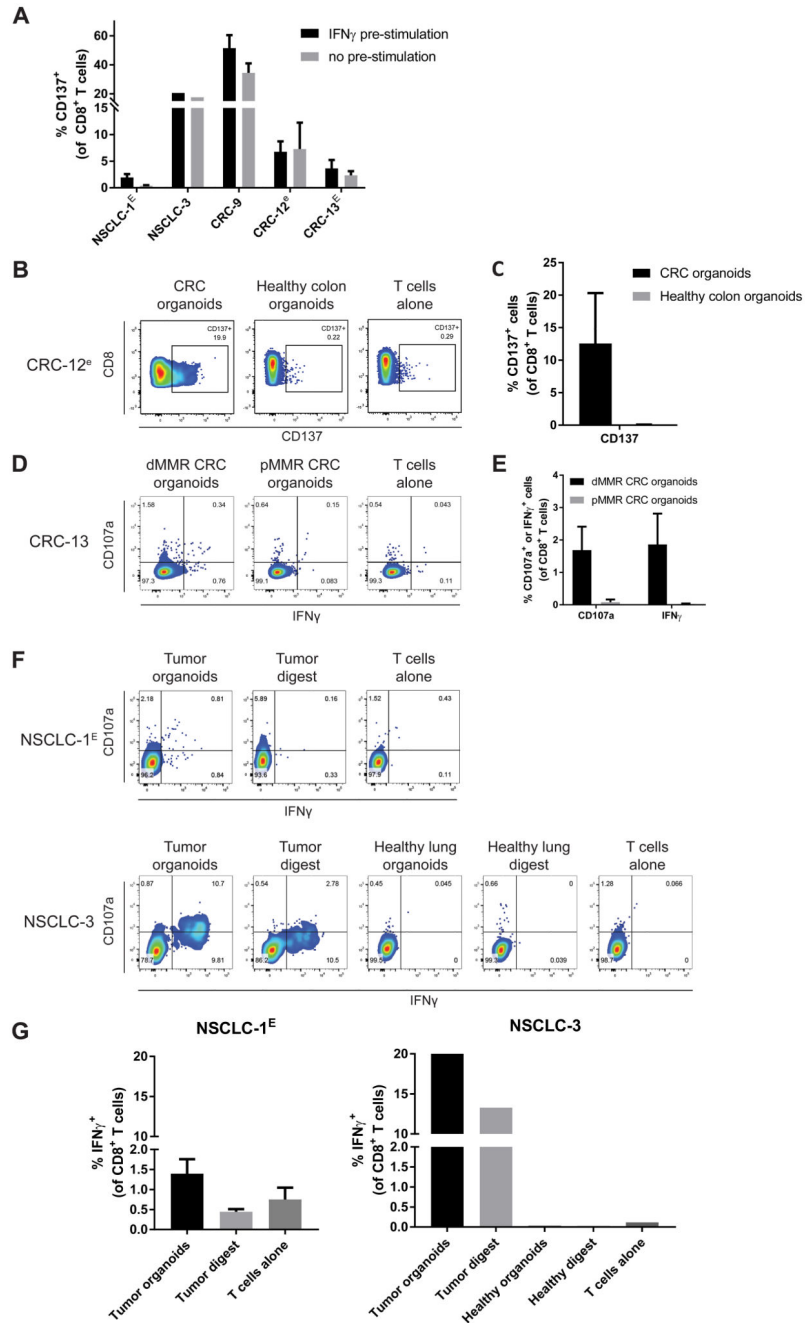 A
IFNγ pre-stimulation
no pre-stimulation
% CD137+
(of CD8+ T cells)
80
60
40
20
15
10
5
0
NSCLC-1E
NSCLC-3
CRC-9
CRC-12e
CRC-13E
B
CRC
organoids
Healthy colon
organoids
T cells
alone
CRC-12e
CD8
CD137+
19.9
CD137+
0.22
CD137+
0.29
CD137
C
CRC organoids
Healthy colon organoids
% CD137+ cells
(of CD8+ T cells)
25
20
15
10
5
0
CD137
D
dMMR CRC
organoids
pMMR CRC
organoids
T cells
alone
CRC-13
CD107a
1.58 0.34
97.3 0.76
0.64 0.15
99.1 0.083
0.54 0.043
99.3 0.11
IFNγ
E
dMMR CRC organoids
pMMR CRC organoids
% CD107a+ or IFNγ+ cells
(of CD8+ T cells)
4
3
2
1
0
CD107a
IFNγ
F
Tumor
organoids
Tumor
digest
T cells
alone
NSCLC-1E
CD107a
2.18 0.81
96.2 0.84
5.89 0.16
93.6 0.33
1.52 0.43
97.9 0.11
IFNγ
Tumor
organoids
Tumor
digest
Healthy lung
organoids
Healthy lung
digest
T cells
alone
NSCLC-3
CD107a
0.87 10.7
78.7 9.81
0.54 2.78
86.2 10.5
0.45 0.045
99.5 0
0.66 0
99.3 0.039
1.28 0.066
98.7 0
IFNγ
G
NSCLC-1E
% IFNγ+
(of CD8+ T cells)
20
15
10
2.0
1.5
1.0
0.5
0.0
Tumor organoids
Tumor digest
T cells alone
NSCLC-3
% IFNγ+
(of CD8+ T cells)
20
15
10
2.0
1.5
1.0
0.5
0.0
Tumor organoids
Tumor digest
Healthy organoids
Healthy digest
T cells alone